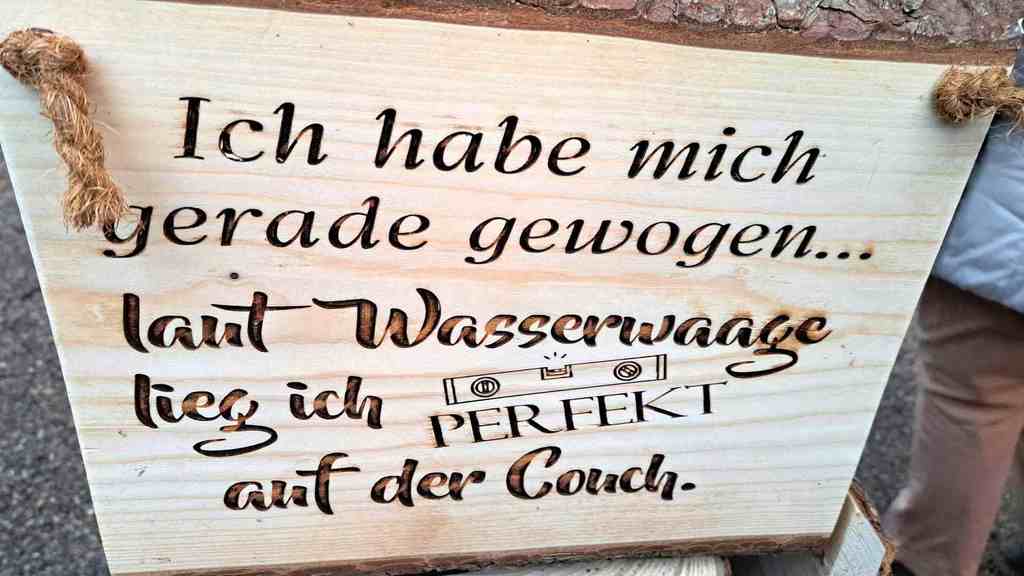 Ich habe mich
gerade gewogen...
laut Wasserwaage
lieg ich PERFEKT
auf der Couch.